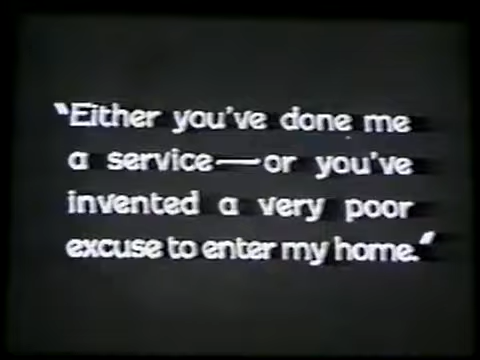 "Either you've done me
a service—or you've
invented a very poor
excuse to enter my home."